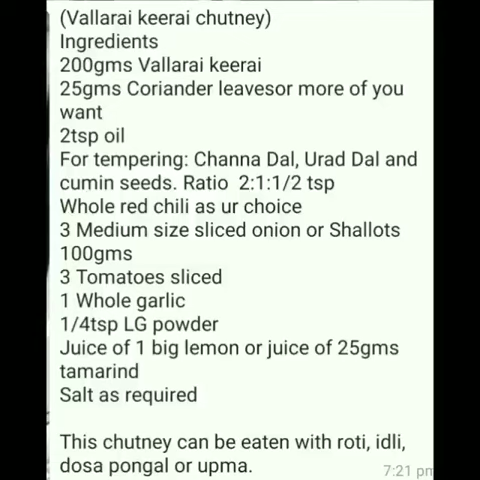 (Vallarai keerai chutney)
Ingredients
200gms Vallarai keerai
25gms Coriander leavesor more of you
want
2tsp oil
For tempering: Channa Dal, Urad Dal and
cumin seeds. Ratio  2:1:1/2 tsp
Whole red chili as ur choice
3 Medium size sliced onion or Shallots
100gms
3 Tomatoes sliced
1 Whole garlic
1/4tsp LG powder
Juice of 1 big lemon or juice of 25gms
tamarind
Salt as required
This chutney can be eaten with roti, idli,
dosa pongal or upma.
7:21 pm